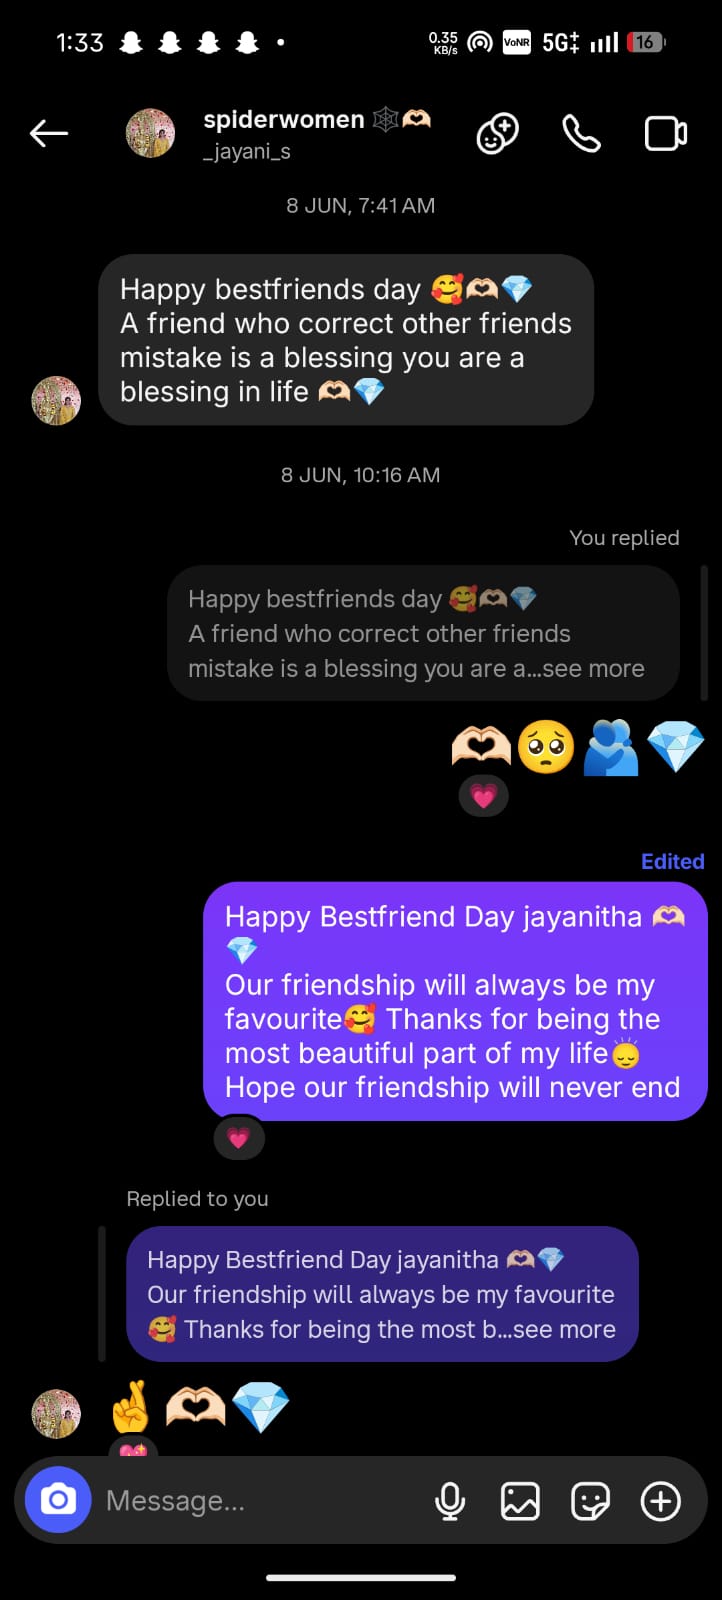 1:33
0.35 KB/s VoNR 5G 16
spiderwomen 🕸️🫶🏻
_jayani_s
8 JUN, 7:41 AM
Happy bestfriends day 🥰🫶🏻💎
A friend who correct other friends
mistake is a blessing you are a
blessing in life 🫶🏻💎
8 JUN, 10:16 AM
You replied
Happy bestfriends day 🥰🫶🏻💎
A friend who correct other friends
mistake is a blessing you are a...see more
🫶🏻🥺🫂💎
💗
Edited
Happy Bestfriend Day jayanitha 🫶🏻
💎
Our friendship will always be my
favourite🥰 Thanks for being the
most beautiful part of my life🙂‍↕️
Hope our friendship will never end
💗
Replied to you
Happy Bestfriend Day jayanitha 🫶🏻💎
Our friendship will always be my favourite
🥰 Thanks for being the most b...see more
🤞🫶🏻💎
💖
Message...